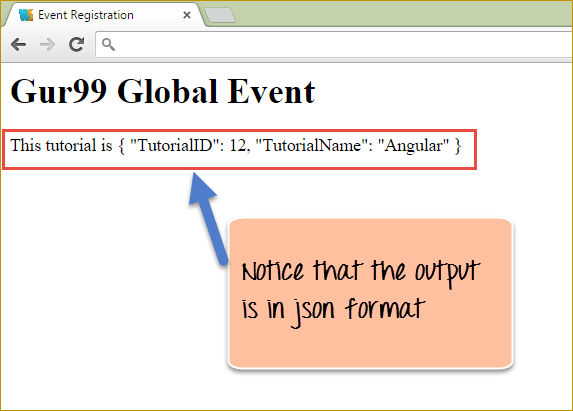 Event Registration
Gur99 Global Event
This tutorial is { "TutorialID": 12, "TutorialName": "Angular" }
Notice that the output
is in json format